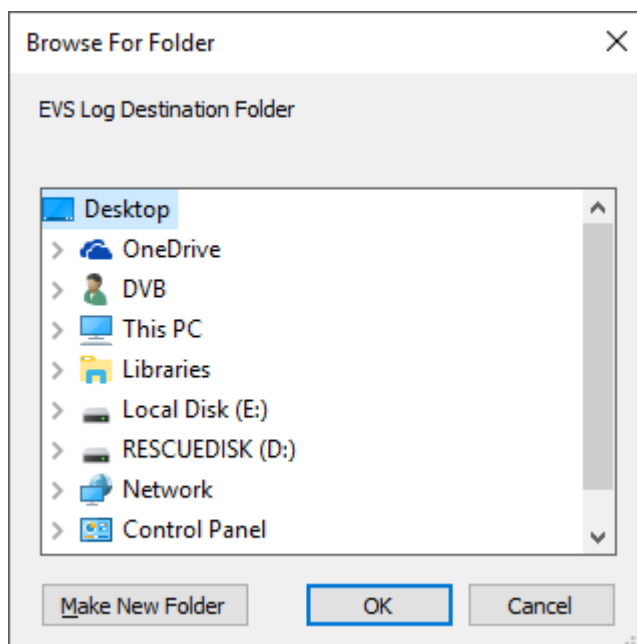 Browse For Folder
EVS Log Destination Folder
Desktop
OneDrive
DVB
This PC
Libraries
Local Disk (E:)
RESCUEDISK (D:)
Network
Control Panel
Make New Folder
OK
Cancel